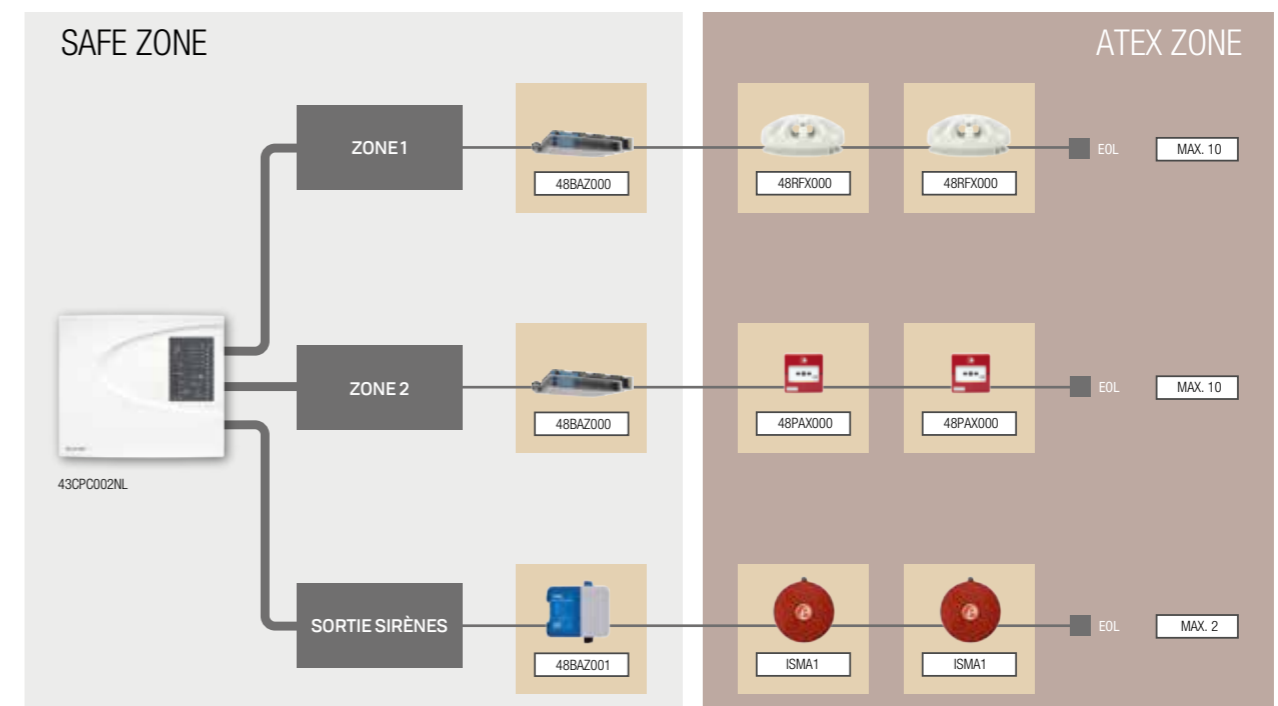 SAFE ZONE
ATEX ZONE
ZONE 1
48BAZ000
48RFX000
48RFX000
EOL
MAX. 10
43CPC002NL
ZONE 2
48BAZ000
48PAX000
48PAX000
EOL
MAX. 10
SORTIE SIRÈNES
48BAZ001
ISMA1
ISMA1
EOL
MAX. 2